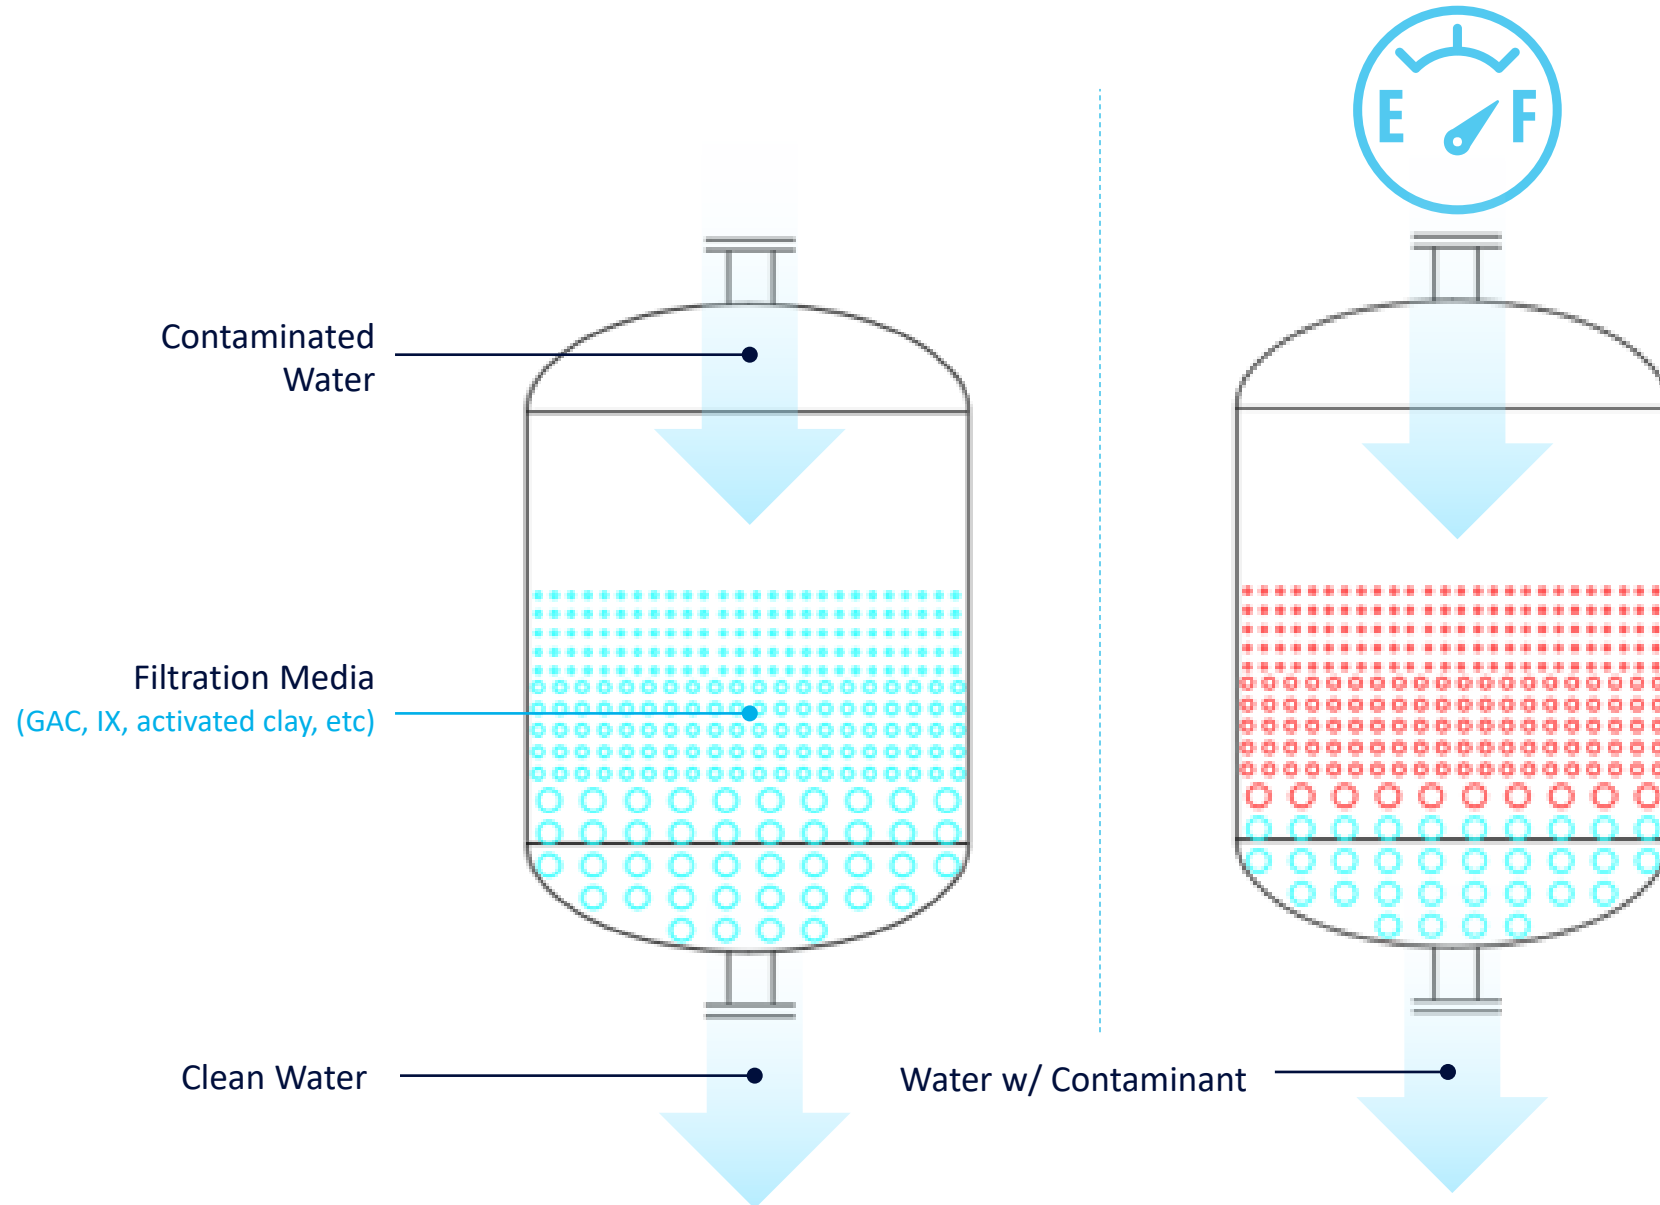 E F
Contaminated
Water
Filtration Media
(GAC, IX, activated clay, etc)
Clean Water
Water w/ Contaminant